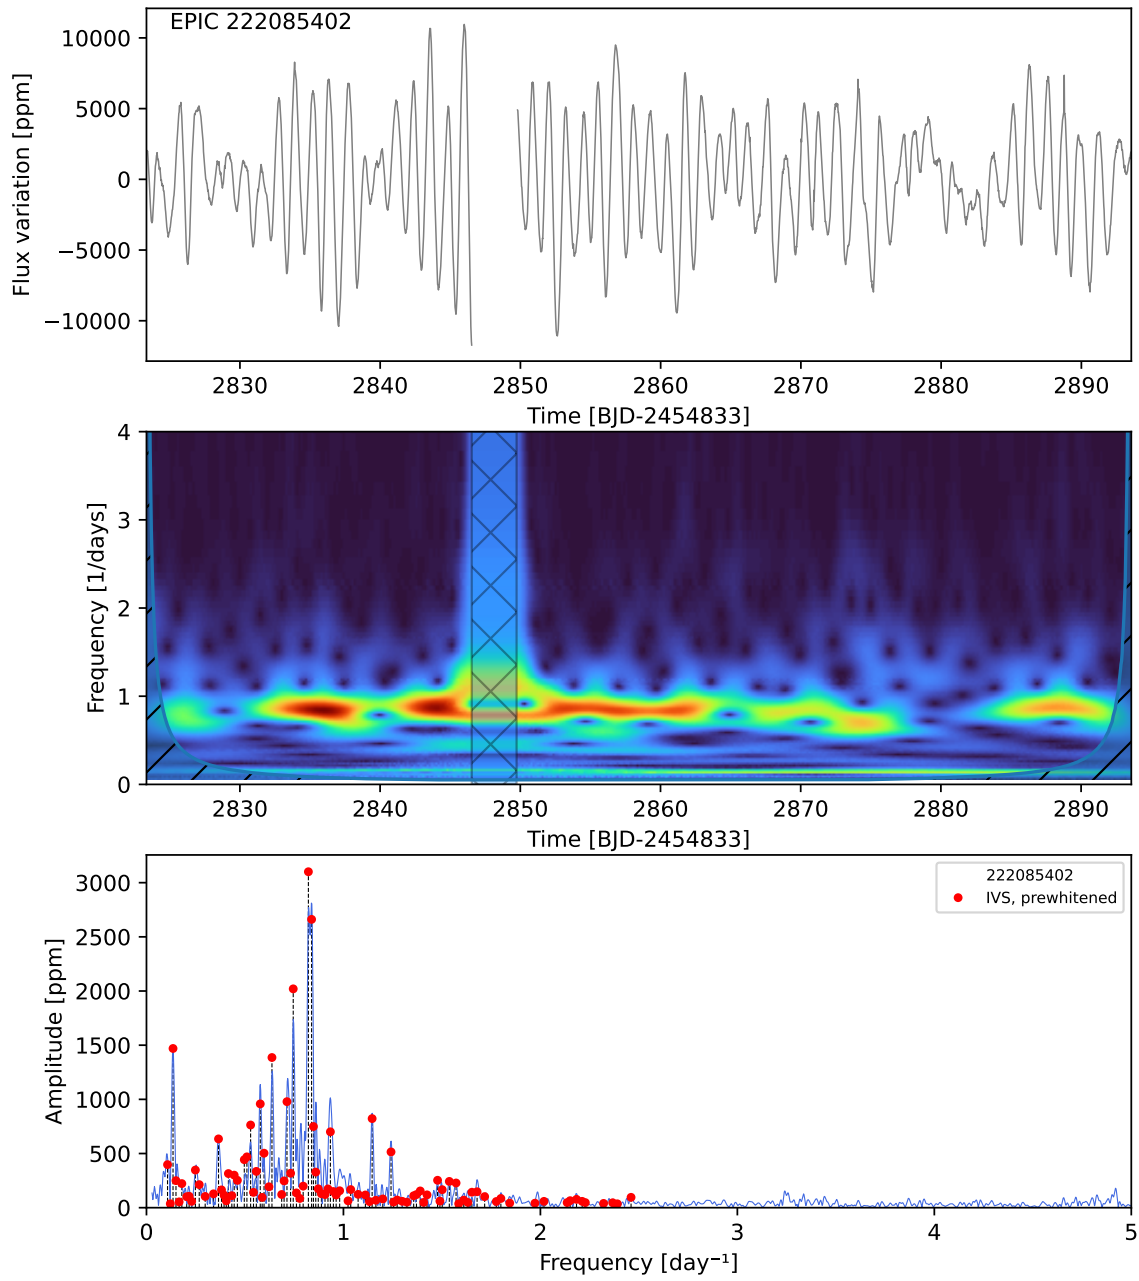 EPIC 222085402
10000
5000
0
−5000
−10000
Flux variation [ppm]
2830 2840 2850 2860 2870 2880 2890
Time [BJD-2454833]
4
3
2
1
0
Frequency [1/days]
2830 2840 2850 2860 2870 2880 2890
Time [BJD-2454833]
222085402
IVS, prewhitened
3000
2500
2000
1500
1000
500
0
Amplitude [ppm]
0 1 2 3 4 5
Frequency [day⁻¹]